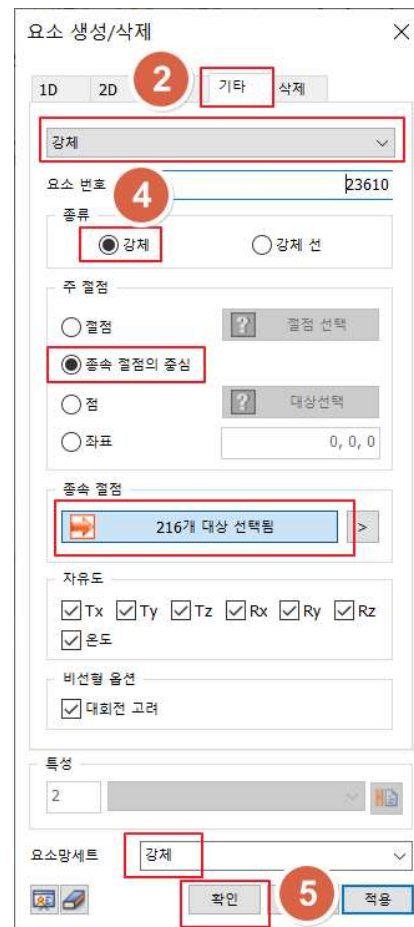 요소 생성/삭제
1D 2D 2 기타 삭제
강체
요소 번호 4 23610
종류
강체 강체 선
주 절점
절점 ? 절점 선택
종속 절점의 중심
점 ? 대상선택
좌표 0, 0, 0
종속 절점
216개 대상 선택됨 >
자유도
Tx Ty Tz Rx Ry Rz
온도
비선형 옵션
대회전 고려
특성
2
요소망세트 강체
확인 5 적용